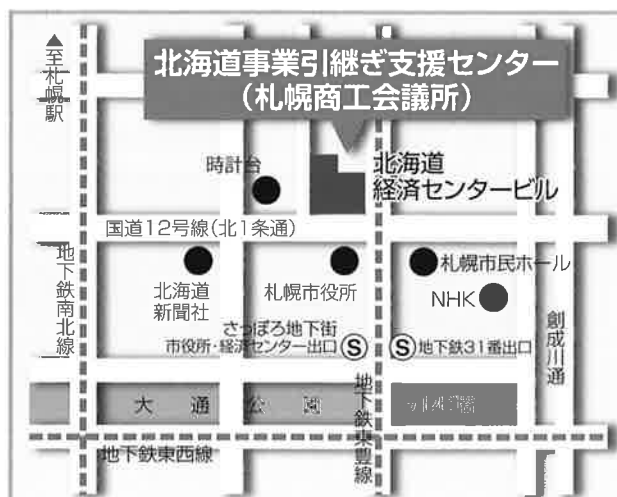 ▲至札幌駅
北海道事業引継ぎ支援センター
(札幌商工会議所)
時計台
北海道
経済センタービル
国道12号線(北1条通)
地下鉄南北線
北海道
新聞社
札幌市役所
札幌市民ホール
NHK
さっぽろ地下街
市役所・経済センター出口
S
S
地下鉄31番出口
創成川通
大通公園
地下鉄東豊線
地下鉄東西線